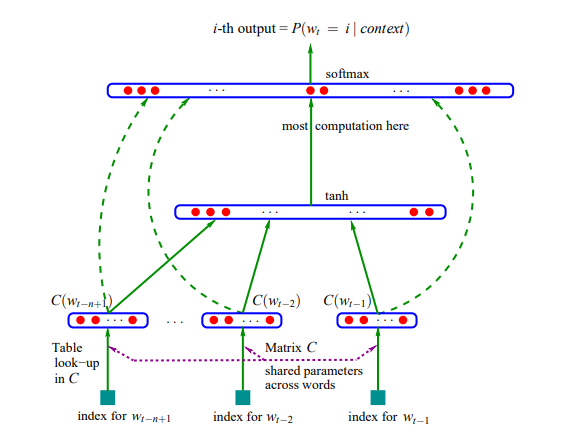 i-th output = P(w_t = i | context)
softmax
... ...
most computation here
tanh
... ...
C(w_{t−n+1}) C(w_{t−2}) C(w_{t−1})
... ... ... ...
Table Matrix C
look−up shared parameters
in C across words
index for w_{t−n+1} index for w_{t−2} index for w_{t−1}